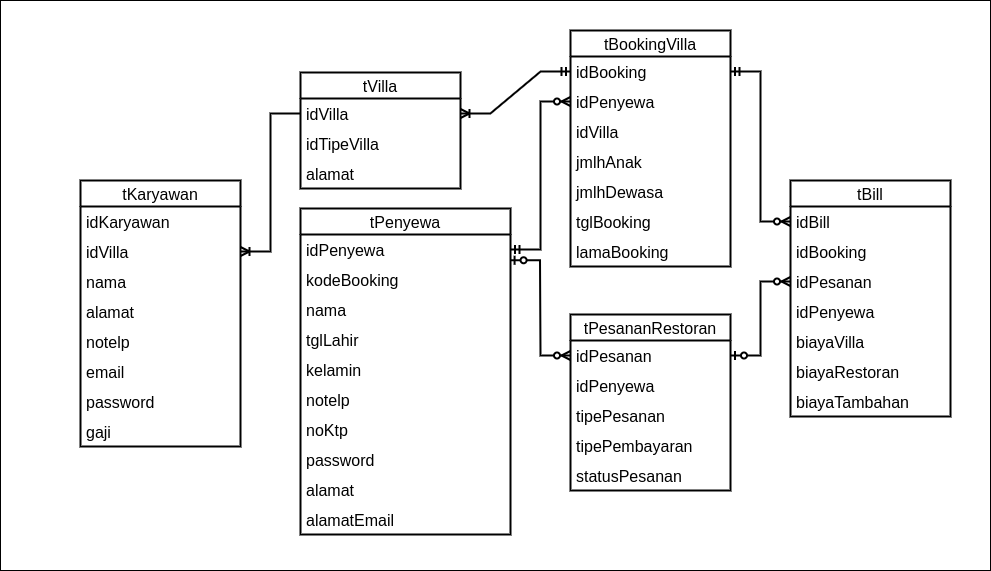 tKaryawan
idKaryawan
idVilla
nama
alamat
notelp
email
password
gaji
tVilla
idVilla
idTipeVilla
alamat
tPenyewa
idPenyewa
kodeBooking
nama
tglLahir
kelamin
notelp
noKtp
password
alamat
alamatEmail
tBookingVilla
idBooking
idPenyewa
idVilla
jmlhAnak
jmlhDewasa
tglBooking
lamaBooking
tPesananRestoran
idPesanan
idPenyewa
tipePesanan
tipePembayaran
statusPesanan
tBill
idBill
idBooking
idPesanan
idPenyewa
biayaVilla
biayaRestoran
biayaTambahan